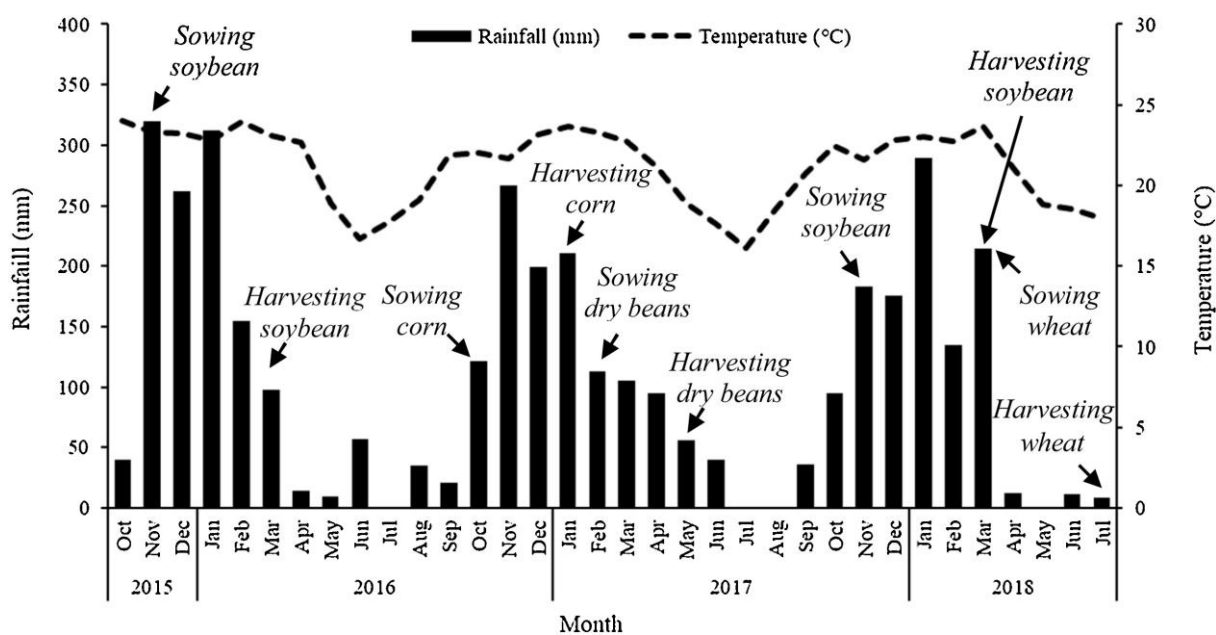 400
350
300
250
200
150
100
50
0
Rainfaill (mm)
Rainfall (mm)
Temperature (°C)
30
25
20
15
10
5
0
Temperature (°C)
Sowing
soybean
Harvesting
soybean
Sowing
corn
Harvesting
corn
Sowing
dry beans
Harvesting
dry beans
Sowing
soybean
Harvesting
soybean
Sowing
wheat
Harvesting
wheat
Oct Nov Dec Jan Feb Mar Apr May Jun Jul Aug Sep Oct Nov Dec Jan Feb Mar Apr May Jun Jul Aug Sep Oct Nov Dec Jan Feb Mar Apr May Jun Jul
2015 2016 2017 2018
Month